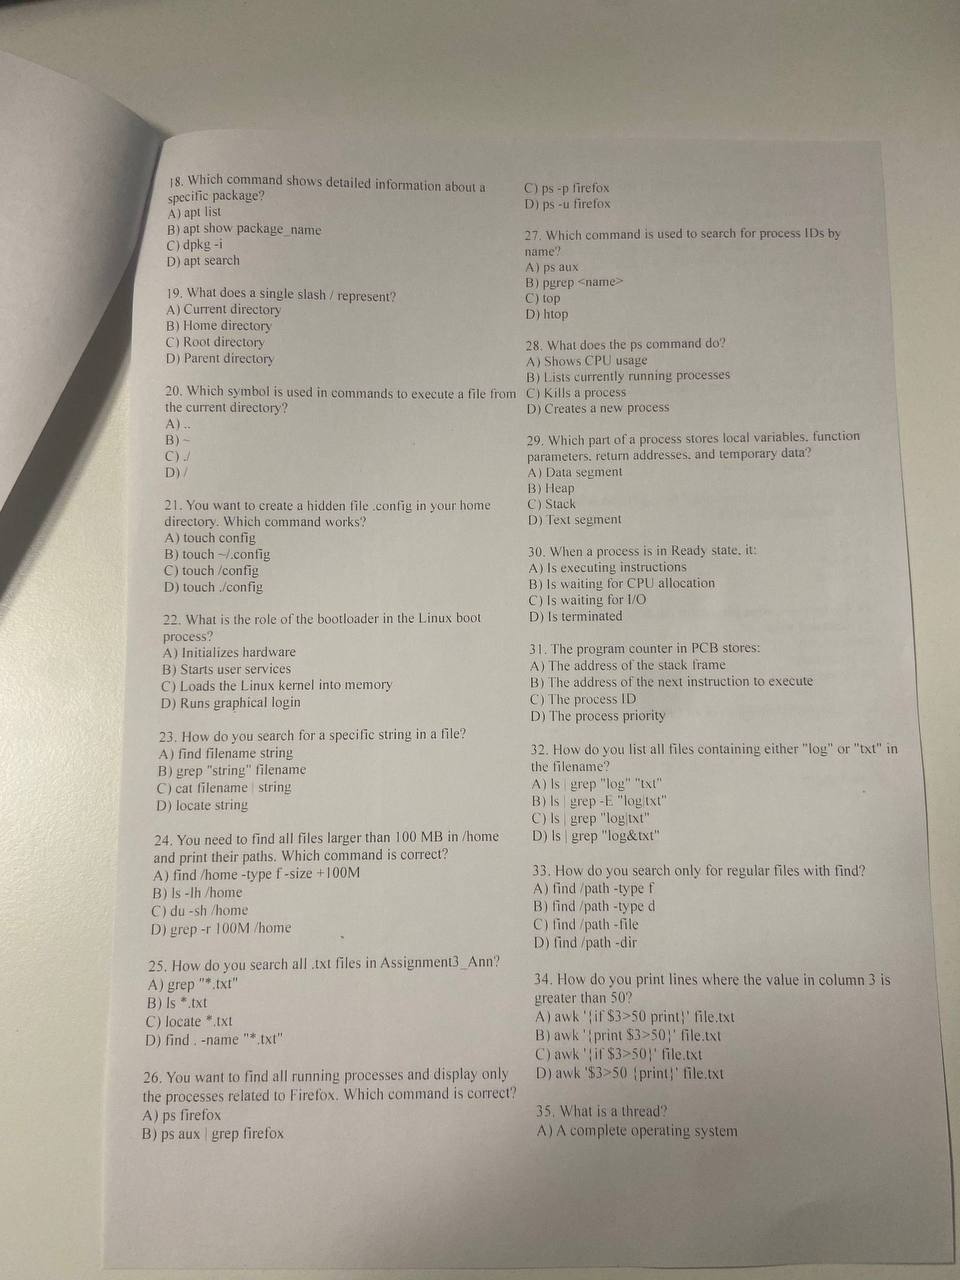 18. Which command shows detailed information about a
specific package?
A) apt list
B) apt show package_name
C) dpkg -i
D) apt search
19. What does a single slash / represent?
A) Current directory
B) Home directory
C) Root directory
D) Parent directory
20. Which symbol is used in commands to execute a file from
the current directory?
A) ..
B) ~
C) ./
D) /
21. You want to create a hidden file .config in your home
directory. Which command works?
A) touch config
B) touch ~/.config
C) touch /config
D) touch ./config
22. What is the role of the bootloader in the Linux boot
process?
A) Initializes hardware
B) Starts user services
C) Loads the Linux kernel into memory
D) Runs graphical login
23. How do you search for a specific string in a file?
A) find filename string
B) grep "string" filename
C) cat filename | string
D) locate string
24. You need to find all files larger than 100 MB in /home
and print their paths. Which command is correct?
A) find /home -type f -size +100M
B) ls -lh /home
C) du -sh /home
D) grep -r 100M /home
25. How do you search all .txt files in Assignment3_Ann?
A) grep "*.txt"
B) ls *.txt
C) locate *.txt
D) find . -name "*.txt"
26. You want to find all running processes and display only
the processes related to Firefox. Which command is correct?
A) ps firefox
B) ps aux | grep firefox
C) ps -p firefox
D) ps -u firefox
27. Which command is used to search for process IDs by
name?
A) ps aux
B) pgrep <name>
C) top
D) htop
28. What does the ps command do?
A) Shows CPU usage
B) Lists currently running processes
C) Kills a process
D) Creates a new process
29. Which part of a process stores local variables, function
parameters, return addresses, and temporary data?
A) Data segment
B) Heap
C) Stack
D) Text segment
30. When a process is in Ready state, it:
A) Is executing instructions
B) Is waiting for CPU allocation
C) Is waiting for I/O
D) Is terminated
31. The program counter in PCB stores:
A) The address of the stack frame
B) The address of the next instruction to execute
C) The process ID
D) The process priority
32. How do you list all files containing either "log" or "txt" in
the filename?
A) ls | grep "log" "txt"
B) ls | grep -E "log|txt"
C) ls | grep "log|txt"
D) ls | grep "log&txt"
33. How do you search only for regular files with find?
A) find /path -type f
B) find /path -type d
C) find /path -file
D) find /path -dir
34. How do you print lines where the value in column 3 is
greater than 50?
A) awk '{if $3>50 print}' file.txt
B) awk '{print $3>50}' file.txt
C) awk '{if $3>50}' file.txt
D) awk '$3>50 {print}' file.txt
35. What is a thread?
A) A complete operating system